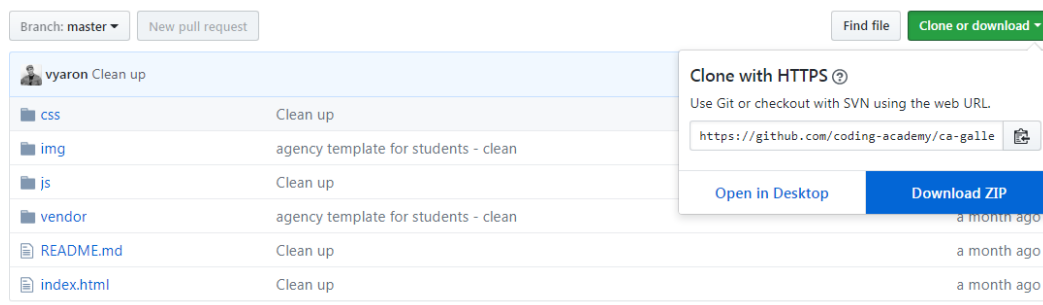 Branch: master New pull request Find file Clone or download
vyaron Clean up
Clone with HTTPS ?
Use Git or checkout with SVN using the web URL.
https://github.com/coding-academy/ca-galle
Open in Desktop Download ZIP
css Clean up
img agency template for students - clean
js Clean up
vendor agency template for students - clean a month ago
README.md Clean up a month ago
index.html Clean up a month ago